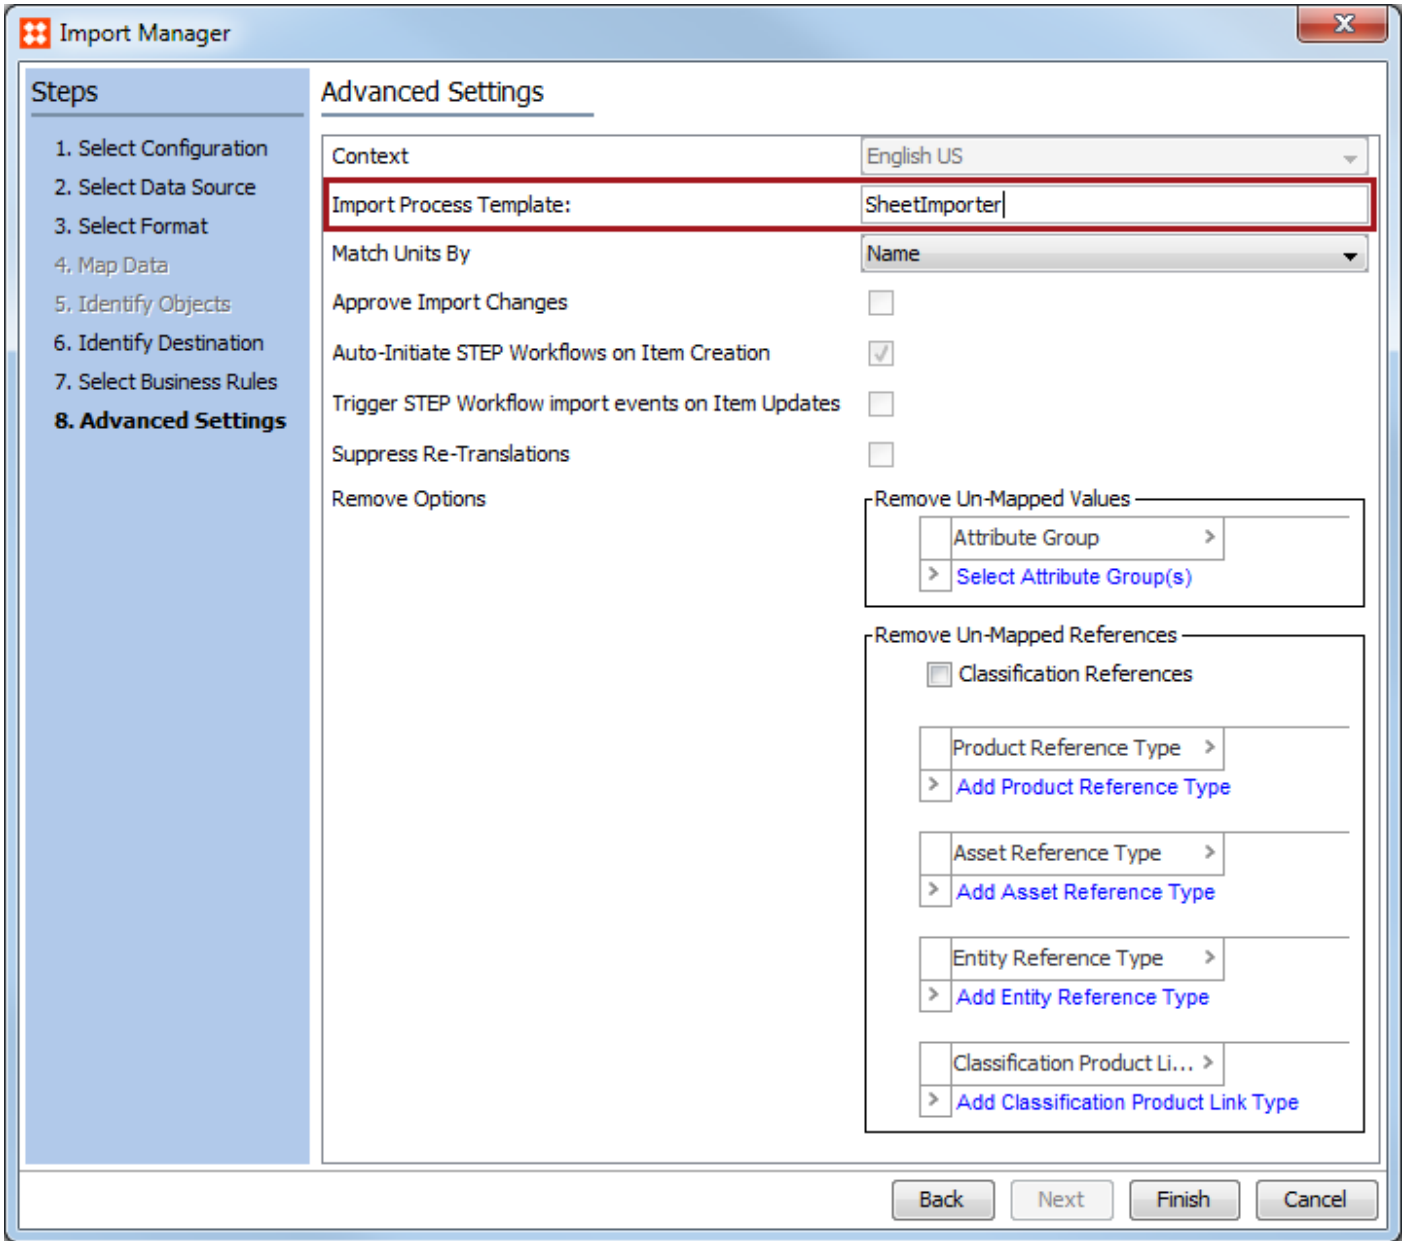 Import Manager
X
Steps
1. Select Configuration
2. Select Data Source
3. Select Format
4. Map Data
5. Identify Objects
6. Identify Destination
7. Select Business Rules
8. Advanced Settings
Advanced Settings
Context English US
Import Process Template: SheetImporter
Match Units By Name
Approve Import Changes
Auto-Initiate STEP Workflows on Item Creation
Trigger STEP Workflow import events on Item Updates
Suppress Re-Translations
Remove Options
Remove Un-Mapped Values
Attribute Group >
> Select Attribute Group(s)
Remove Un-Mapped References
Classification References
Product Reference Type >
> Add Product Reference Type
Asset Reference Type >
> Add Asset Reference Type
Entity Reference Type >
> Add Entity Reference Type
Classification Product Li... >
> Add Classification Product Link Type
Back Next Finish Cancel